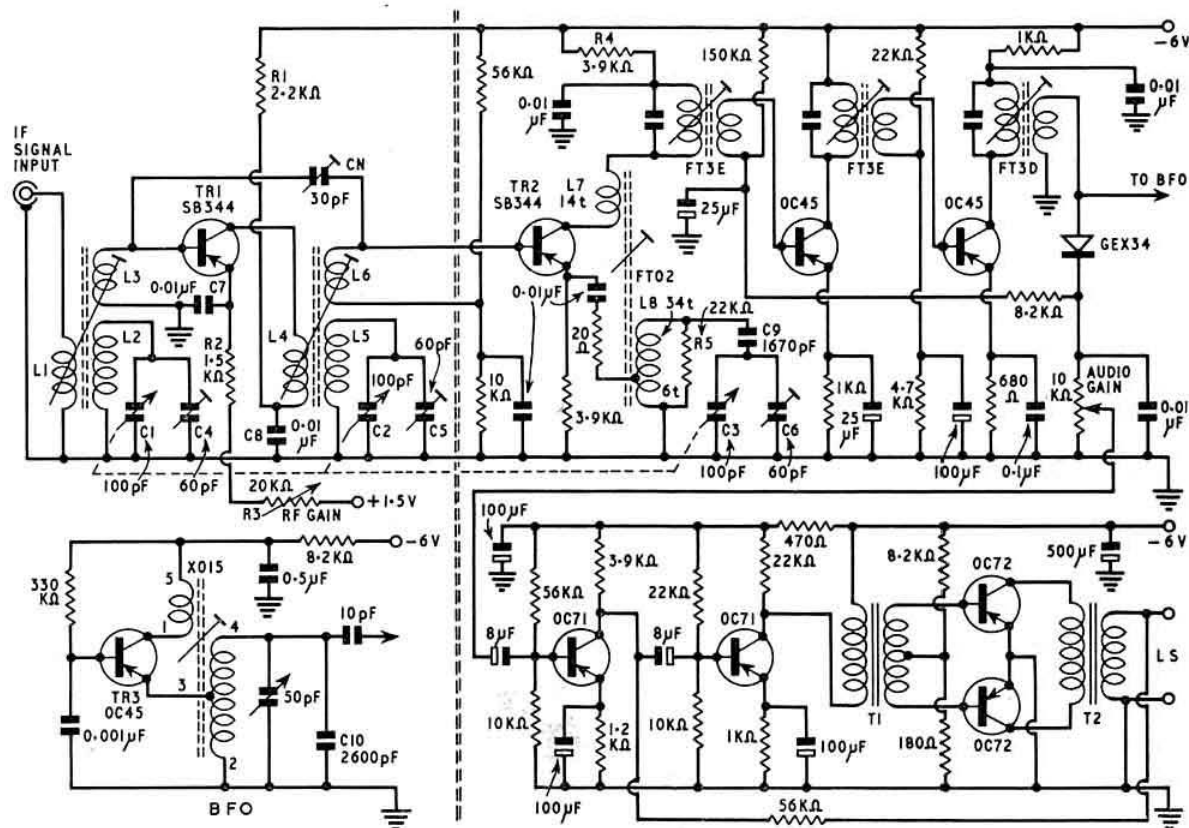 IF
SIGNAL
INPUT
R1
2·2KΩ
CN
30pF
TR1
SB344
L3
0·01µF
C7
L2
L1
R2
1·5
KΩ
L4
L6
L5
60pF
100pF
C1
C4
100pF
60pF
C8
0·01
µF
C2
C5
20KΩ
R3
RF GAIN
+1·5V
56KΩ
R4
3·9KΩ
0·01
µF
150KΩ
22KΩ
1KΩ
-6V
0·01
µF
FT3E
FT3E
FT3D
TR2
SB344
L7
14t
25µF
OC45
OC45
TO BFO
GEX34
0·01µF
FT02
L8 34t
22KΩ
20
Ω
R5
C9
1670pF
8·2KΩ
6t
10
KΩ
3·9KΩ
C3
C6
100pF
60pF
1KΩ
25
µF
4·7
KΩ
680
Ω
100µF
0·1µF
10
KΩ
AUDIO
GAIN
0·01
µF
330
KΩ
X015
5
1
4
3
2
0·5µF
8·2KΩ
-6V
10pF
TR3
OC45
50pF
0·001µF
C10
2600pF
BFO
100µF
56KΩ
3·9KΩ
470Ω
22KΩ
22KΩ
8·2KΩ
OC72
500µF
-6V
8µF
OC71
8µF
OC71
T1
T2
LS
10KΩ
1·2
KΩ
10KΩ
1KΩ
100µF
180Ω
OC72
100µF
56KΩ